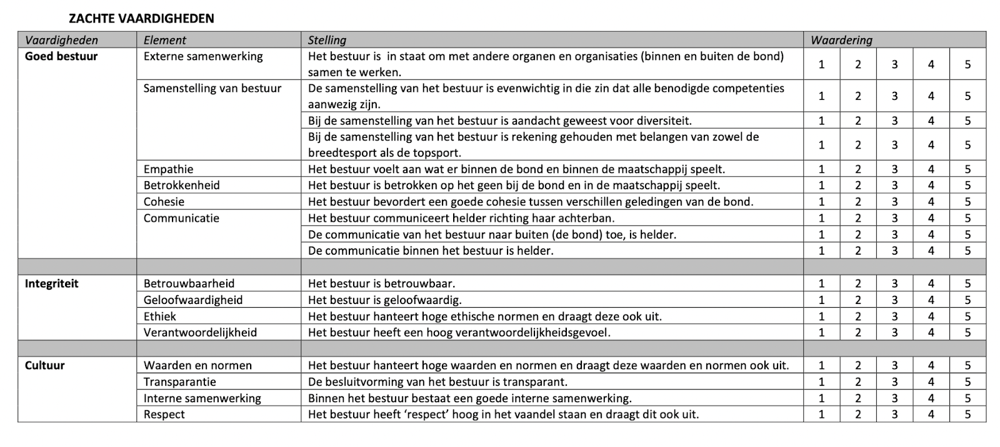 ZACHTE VAARDIGHEDEN
Vaardigheden Element Stelling Waardering
Goed bestuur Externe samenwerking Het bestuur is in staat om met andere organen en organisaties (binnen en buiten de bond)
samen te werken. 1 2 3 4 5
Samenstelling van bestuur De samenstelling van het bestuur is evenwichtig in die zin dat alle benodigde competenties
aanwezig zijn. 1 2 3 4 5
Bij de samenstelling van het bestuur is aandacht geweest voor diversiteit. 1 2 3 4 5
Bij de samenstelling van het bestuur is rekening gehouden met belangen van zowel de
breedtesport als de topsport. 1 2 3 4 5
Empathie Het bestuur voelt aan wat er binnen de bond en binnen de maatschappij speelt. 1 2 3 4 5
Betrokkenheid Het bestuur is betrokken op het geen bij de bond en in de maatschappij speelt. 1 2 3 4 5
Cohesie Het bestuur bevordert een goede cohesie tussen verschillen geledingen van de bond. 1 2 3 4 5
Communicatie Het bestuur communiceert helder richting haar achterban. 1 2 3 4 5
De communicatie van het bestuur naar buiten (de bond) toe, is helder. 1 2 3 4 5
De communicatie binnen het bestuur is helder. 1 2 3 4 5
Integriteit Betrouwbaarheid Het bestuur is betrouwbaar. 1 2 3 4 5
Geloofwaardigheid Het bestuur is geloofwaardig. 1 2 3 4 5
Ethiek Het bestuur hanteert hoge ethische normen en draagt deze ook uit. 1 2 3 4 5
Verantwoordelijkheid Het bestuur heeft een hoog verantwoordelijkheidsgevoel. 1 2 3 4 5
Cultuur Waarden en normen Het bestuur hanteert hoge waarden en normen en draagt deze waarden en normen ook uit. 1 2 3 4 5
Transparantie De besluitvorming van het bestuur is transparant. 1 2 3 4 5
Interne samenwerking Binnen het bestuur bestaat een goede interne samenwerking. 1 2 3 4 5
Respect Het bestuur heeft ‘respect’ hoog in het vaandel staan en draagt dit ook uit. 1 2 3 4 5